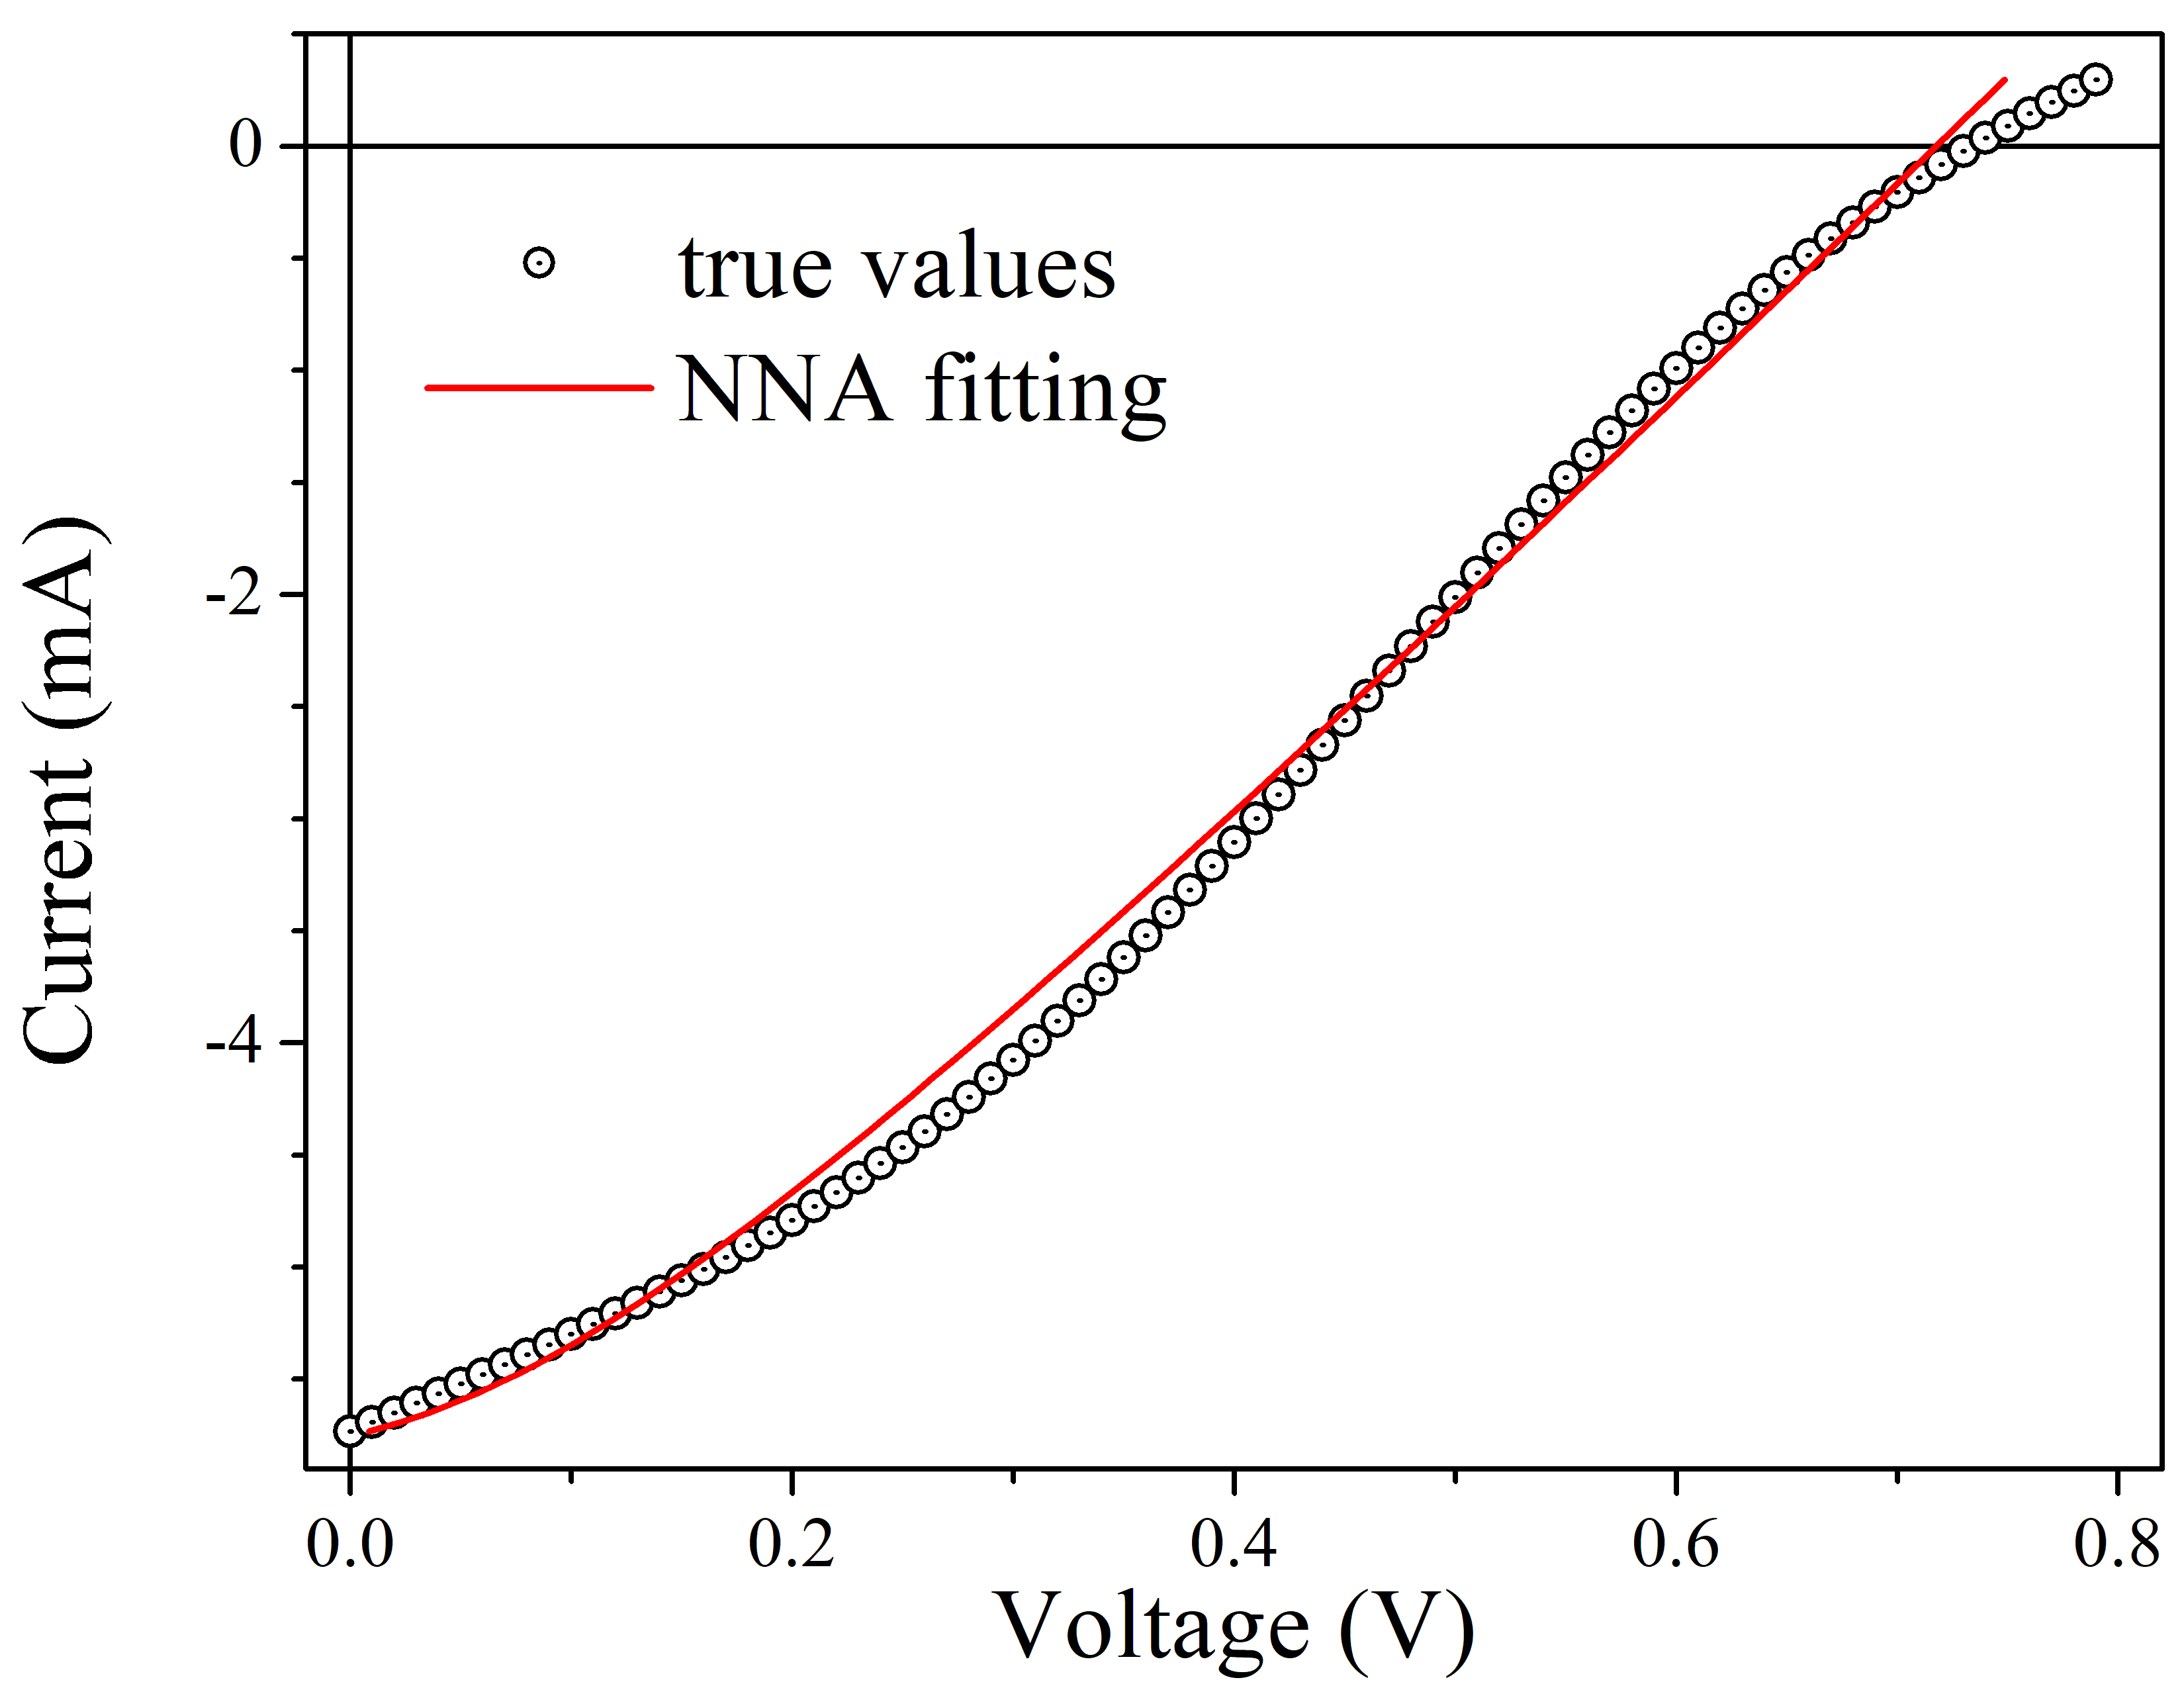 0
-2
-4
Current (mA)
true values
NNA fitting
0.0 0.2 0.4 0.6 0.8
Voltage (V)